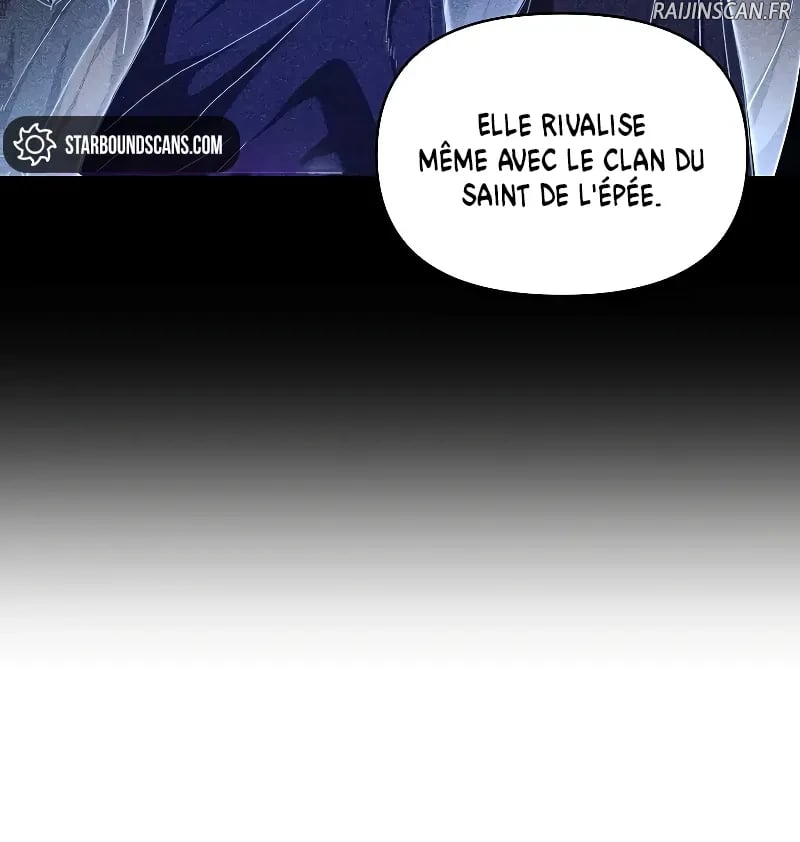 RAIJINSCAN.FR
STARBOUNDSCANS.COM
ELLE RIVALISE
MÊME AVEC LE CLAN DU
SAINT DE L'ÉPÉE.